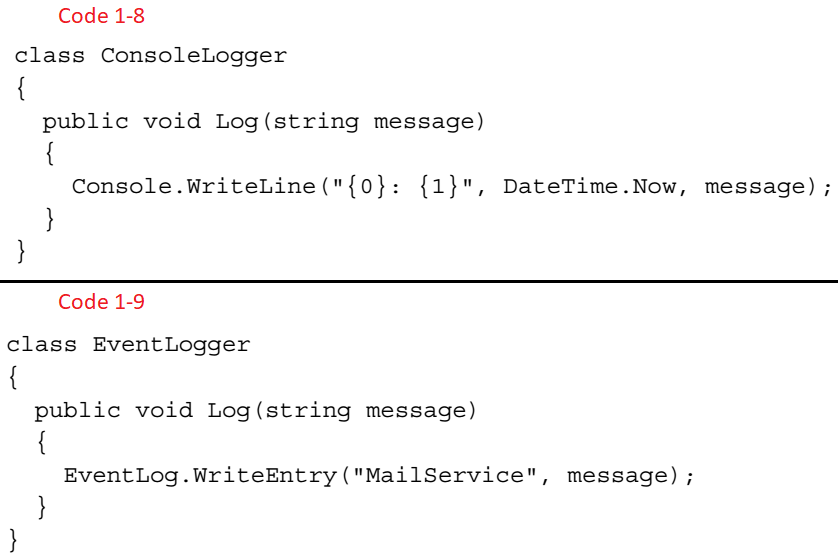 Code 1-8
class ConsoleLogger
{
public void Log(string message)
{
Console.WriteLine("{0}: {1}", DateTime.Now, message);
}
}
Code 1-9
class EventLogger
{
public void Log(string message)
{
EventLog.WriteEntry("MailService", message);
}
}